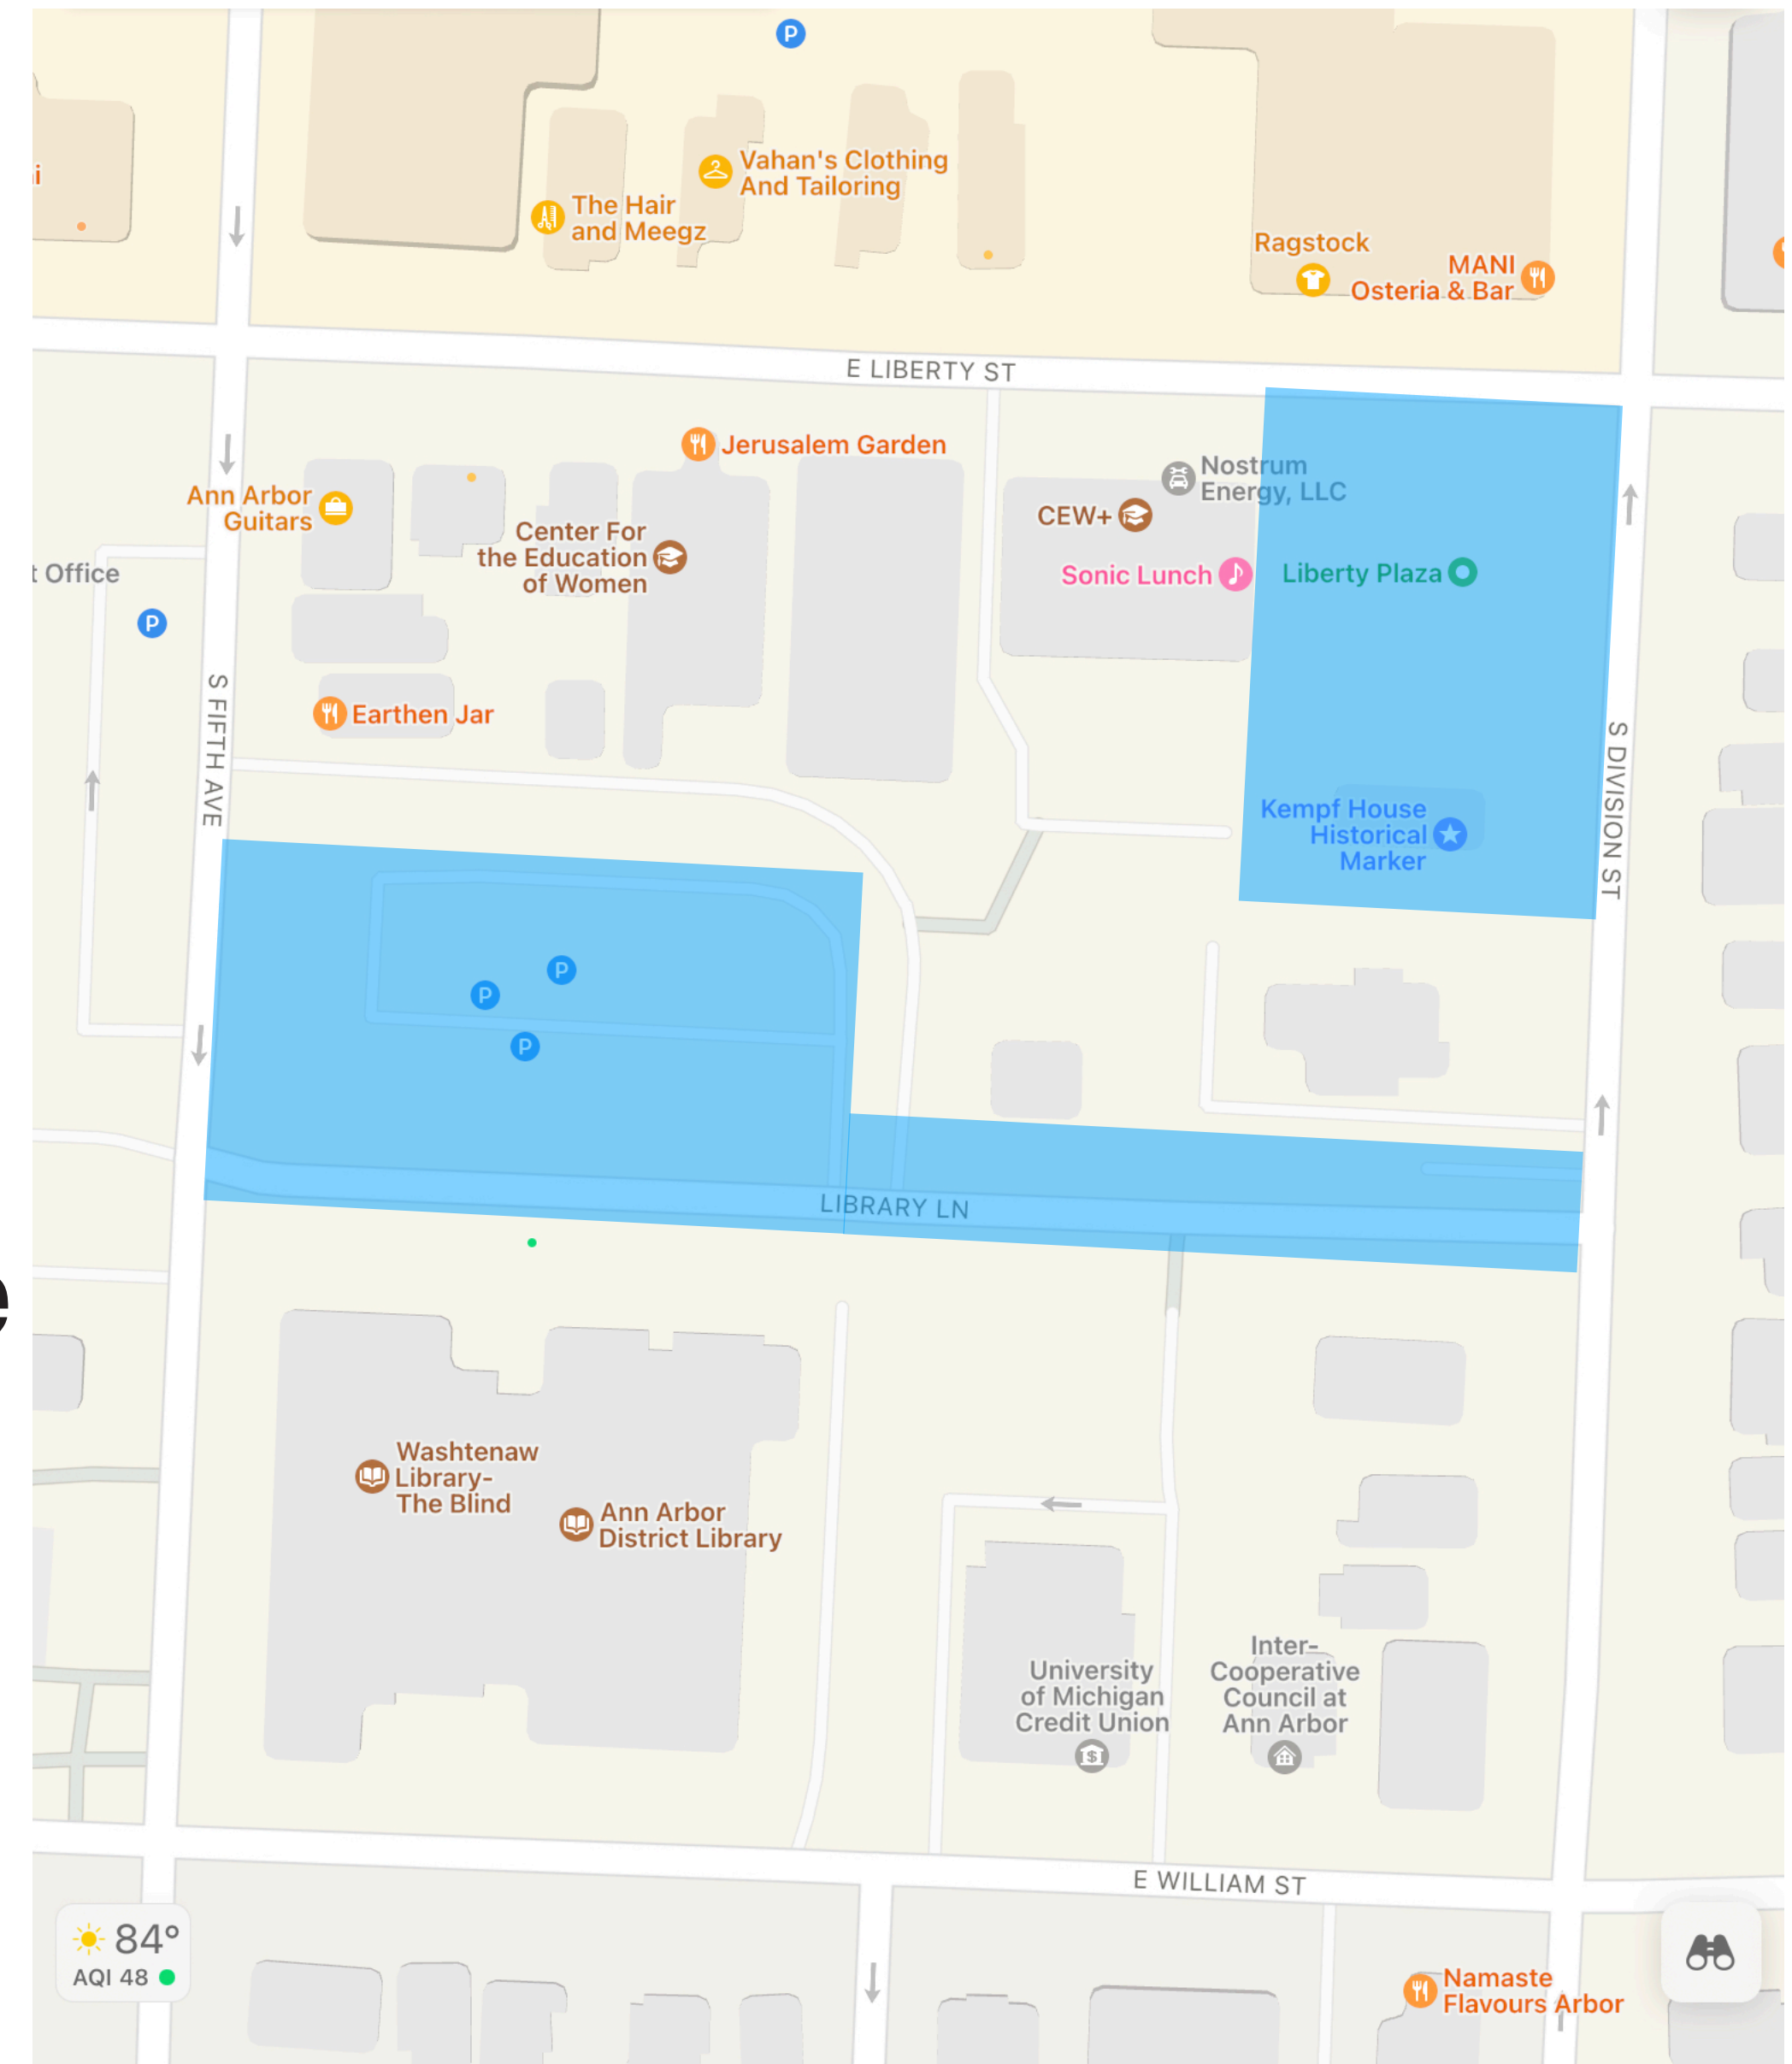 P
Vahan's Clothing
And Tailoring
The Hair
and Meegz
Ragstock
MANI
Osteria & Bar
i
E LIBERTY ST
Jerusalem Garden
Nostrum
Energy, LLC
Ann Arbor
Guitars
CEW+
Center For
the Education
of Women
Sonic Lunch
Liberty Plaza
t Office
P
S FIFTH AVE
Earthen Jar
S DIVISION ST
Kempf House
Historical
Marker
P
P
P
LIBRARY LN
e
Washtenaw
Library-
The Blind
Ann Arbor
District Library
University
of Michigan
Credit Union
$
Inter-
Cooperative
Council at
Ann Arbor
E WILLIAM ST
84°
AQI 48
Namaste
Flavours Arbor